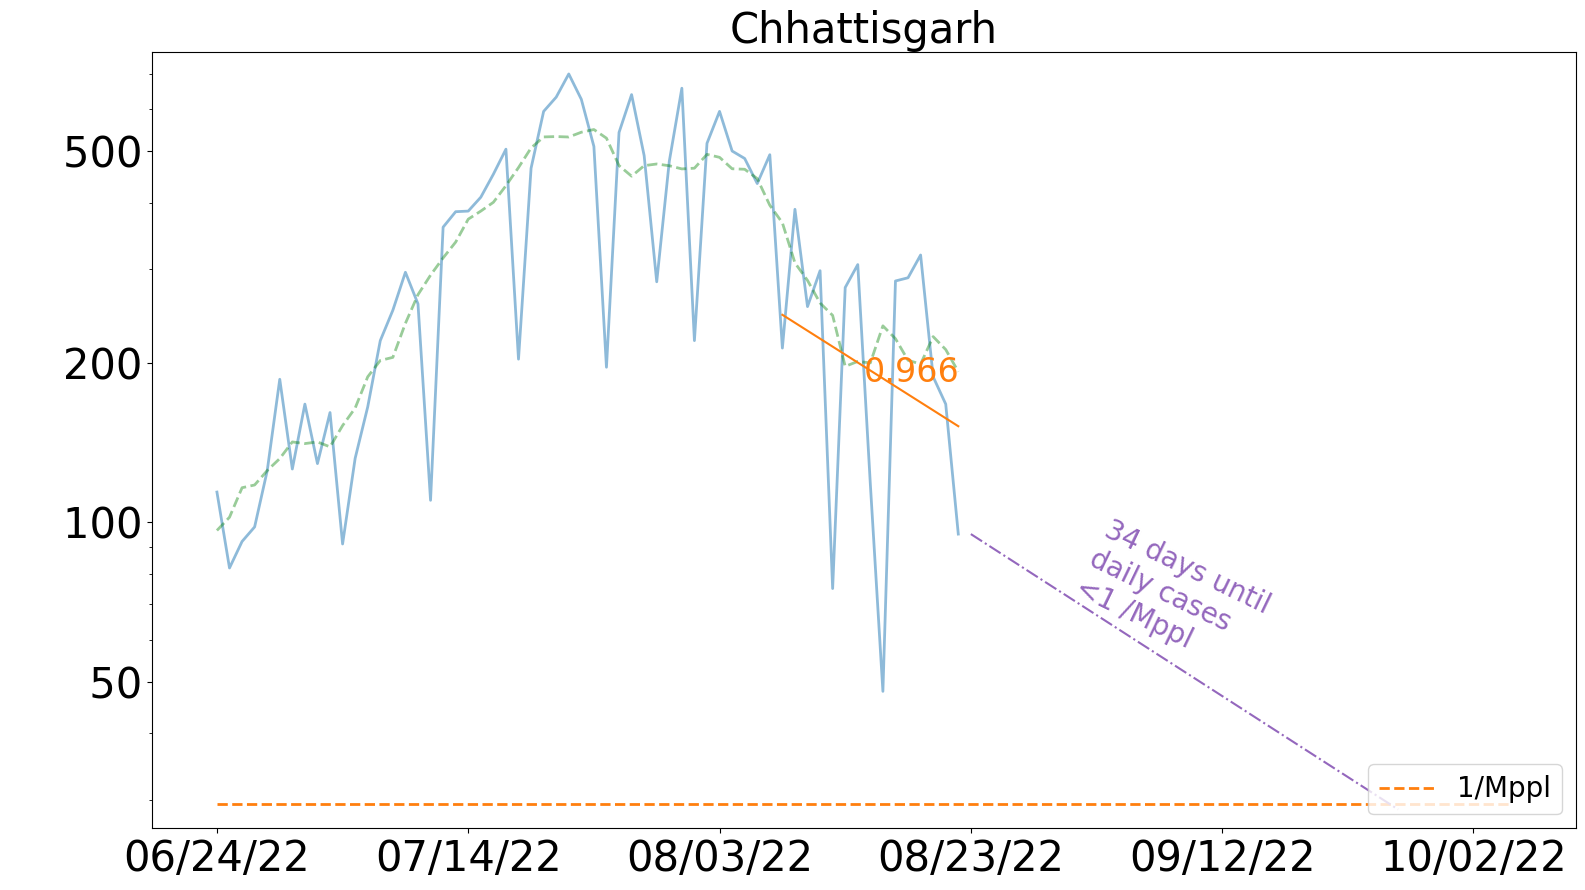 Chhattisgarh
500
200
100
50
0.966
34 days until
daily cases
<1 /Mppl
1/Mppl
06/24/22 07/14/22 08/03/22 08/23/22 09/12/22 10/02/22